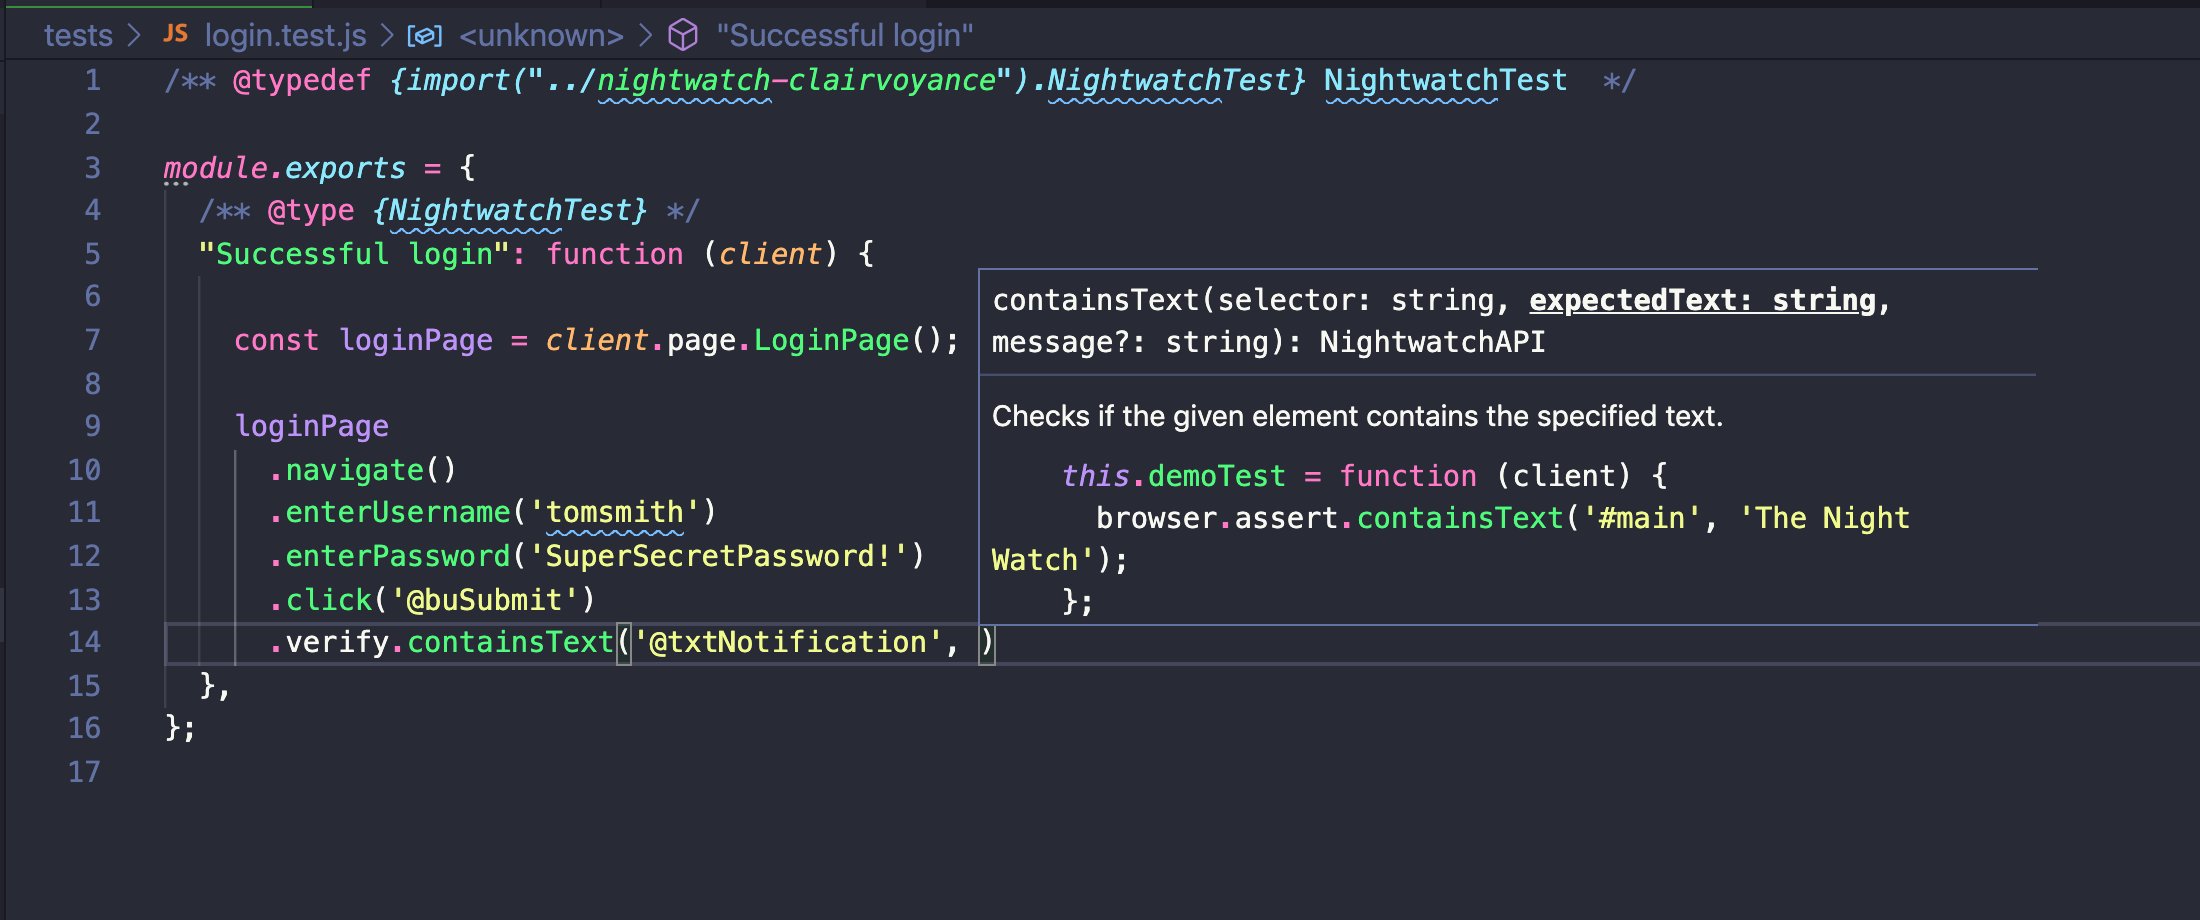 tests > JS login.test.js > <unknown> > "Successful login"
1 /** @typedef {import("../nightwatch-clairvoyance").NightwatchTest} NightwatchTest  */
2
3 module.exports = {
4   /** @type {NightwatchTest} */
5   "Successful login": function (client) {
6
7     const loginPage = client.page.LoginPage();
8
9     loginPage
10       .navigate()
11       .enterUsername('tomsmith')
12       .enterPassword('SuperSecretPassword!')
13       .click('@buSubmit')
14       .verify.containsText('@txtNotification', )
15   },
16 };
17
containsText(selector: string, expectedText: string,
message?: string): NightwatchAPI
Checks if the given element contains the specified text.
this.demoTest = function (client) {
browser.assert.containsText('#main', 'The Night
Watch');
};